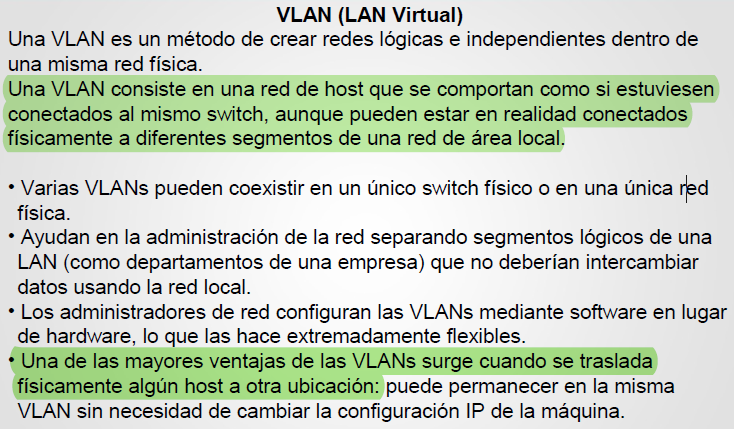 VLAN (LAN Virtual)
Una VLAN es un método de crear redes lógicas e independientes dentro de
una misma red física.
Una VLAN consiste en una red de host que se comportan como si estuviesen
conectados al mismo switch, aunque pueden estar en realidad conectados
físicamente a diferentes segmentos de una red de área local.
• Varias VLANs pueden coexistir en un único switch físico o en una única red
física.
• Ayudan en la administración de la red separando segmentos lógicos de una
LAN (como departamentos de una empresa) que no deberían intercambiar
datos usando la red local.
• Los administradores de red configuran las VLANs mediante software en lugar
de hardware, lo que las hace extremadamente flexibles.
• Una de las mayores ventajas de las VLANs surge cuando se traslada
físicamente algún host a otra ubicación: puede permanecer en la misma
VLAN sin necesidad de cambiar la configuración IP de la máquina.